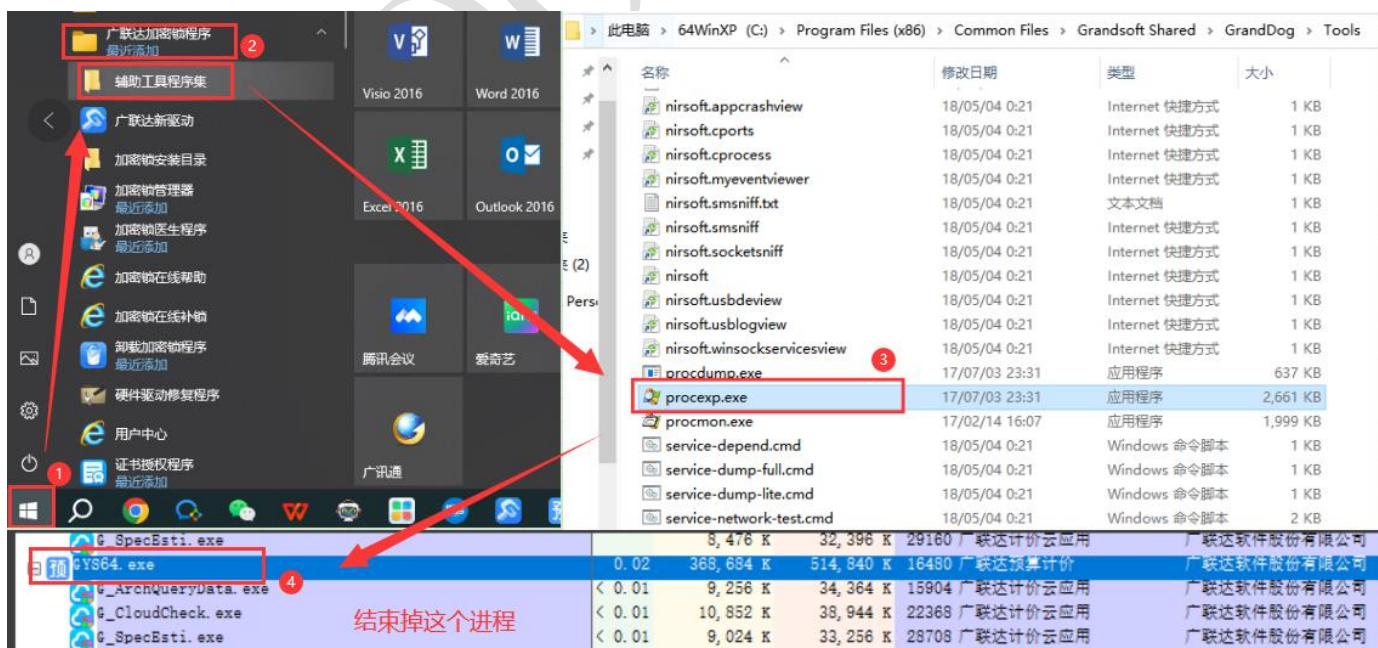 广联达加密锁程序
最近添加
2
辅助工具程序集
广联达新驱动
加密锁安装目录
加密锁管理器
最近添加
加密锁医生程序
最近添加
加密锁在线帮助
加密锁在线补锁
卸载加密锁程序
最近添加
硬件驱动修复程序
用户中心
证书授权程序
最近添加
1
Visio 2016
Word 2016
Excel 2016
Outlook 2016
腾讯会议
爱奇艺
广讯通
此电脑 > 64WinXP (C:) > Program Files (x86) > Common Files > Grandsoft Shared > GrandDog > Tools
名称 修改日期 类型 大小
nirsoft.appcrashview 18/05/04 0:21 Internet 快捷方式 1 KB
nirsoft.cports 18/05/04 0:21 Internet 快捷方式 1 KB
nirsoft.cprocess 18/05/04 0:21 Internet 快捷方式 1 KB
nirsoft.myeventviewer 18/05/04 0:21 Internet 快捷方式 1 KB
nirsoft.smsniff.txt 18/05/04 0:21 文本文档 1 KB
nirsoft.smsniff 18/05/04 0:21 Internet 快捷方式 1 KB
nirsoft.socketsniff 18/05/04 0:21 Internet 快捷方式 1 KB
nirsoft 18/05/04 0:21 Internet 快捷方式 1 KB
nirsoft.usbdeview 18/05/04 0:21 Internet 快捷方式 1 KB
nirsoft.usblogview 18/05/04 0:21 Internet 快捷方式 1 KB
nirsoft.winsockservicesview 18/05/04 0:21 Internet 快捷方式 1 KB
3
procdump.exe 17/07/03 23:31 应用程序 637 KB
procexp.exe 17/07/03 23:31 应用程序 2,661 KB
procmon.exe 17/02/14 16:07 应用程序 1,999 KB
service-depend.cmd 18/05/04 0:21 Windows 命令脚本 1 KB
service-dump-full.cmd 18/05/04 0:21 Windows 命令脚本 1 KB
service-dump-lite.cmd 18/05/04 0:21 Windows 命令脚本 1 KB
service-network-test.cmd 18/05/04 0:21 Windows 命令脚本 2 KB
(2)
Pers
G_SpecEsti.exe 8,476 K 32,396 K 29160 广联达计价云应用 广联达软件股份有限公司
预 GYS64.exe 0.02 368,684 K 514,840 K 16480 广联达预算计价 广联达软件股份有限公司
4
G_ArchQueryData.exe < 0.01 9,256 K 34,364 K 15904 广联达计价云应用 广联达软件股份有限公司
G_CloudCheck.exe < 0.01 10,852 K 38,944 K 22368 广联达计价云应用 广联达软件股份有限公司
G_SpecEsti.exe < 0.01 9,024 K 33,256 K 28708 广联达计价云应用 广联达软件股份有限公司
结束掉这个进程